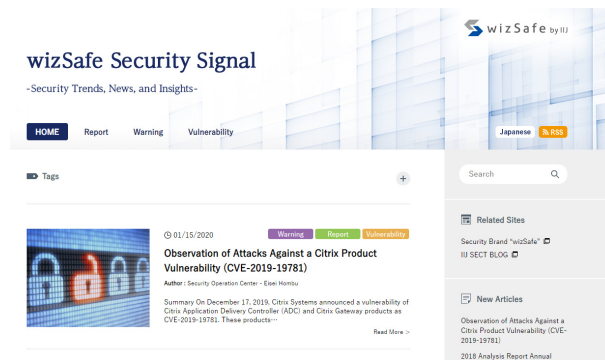 wizSafe by IIJ
wizSafe Security Signal
-Security Trends, News, and Insights-
HOME Report Warning Vulnerability
Japanese RSS
Tags
+
Search
01/15/2020 Warning Report Vulnerability
Observation of Attacks Against a Citrix Product
Vulnerability (CVE-2019-19781)
Author : Security Operation Center - Eisei Hombu
Summary On December 17, 2019, Citrix Systems announced a vulnerability of
Citrix Application Delivery Controller (ADC) and Citrix Gateway products as
CVE-2019-19781. These products…
Read More >
Related Sites
Security Brand "wizSafe"
IIJ SECT BLOG
New Articles
Observation of Attacks Against a
Citrix Product Vulnerability (CVE-
2019-19781)
2018 Analysis Report Annual